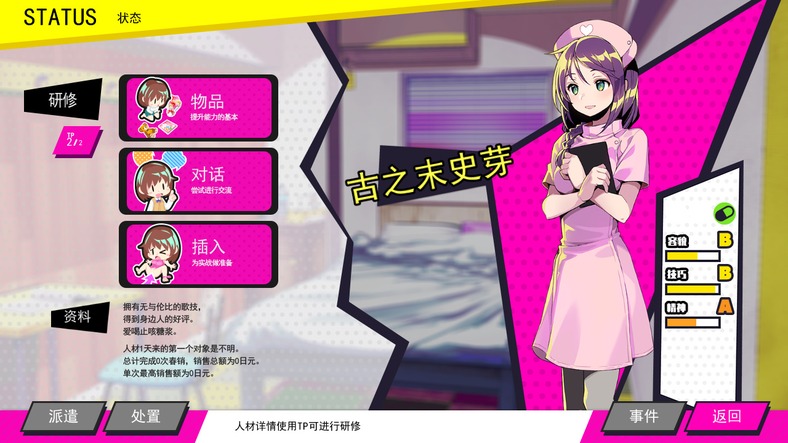 STATUS 状态
研修
TP
2/2
物品
提升能力的基本
对话
尝试进行交流
插入
为实战做准备
古之末史芽
容貌 B
技巧 B
精神 A
资料
拥有无与伦比的歌技，
得到身边人的好评。
爱喝止咳糖浆。
人材1天来的第一个对象是不明。
总计完成0次春销，销售总额为0日元。
单次最高销售额为0日元。
派遣
处置
人材详情使用TP可进行研修
事件
返回